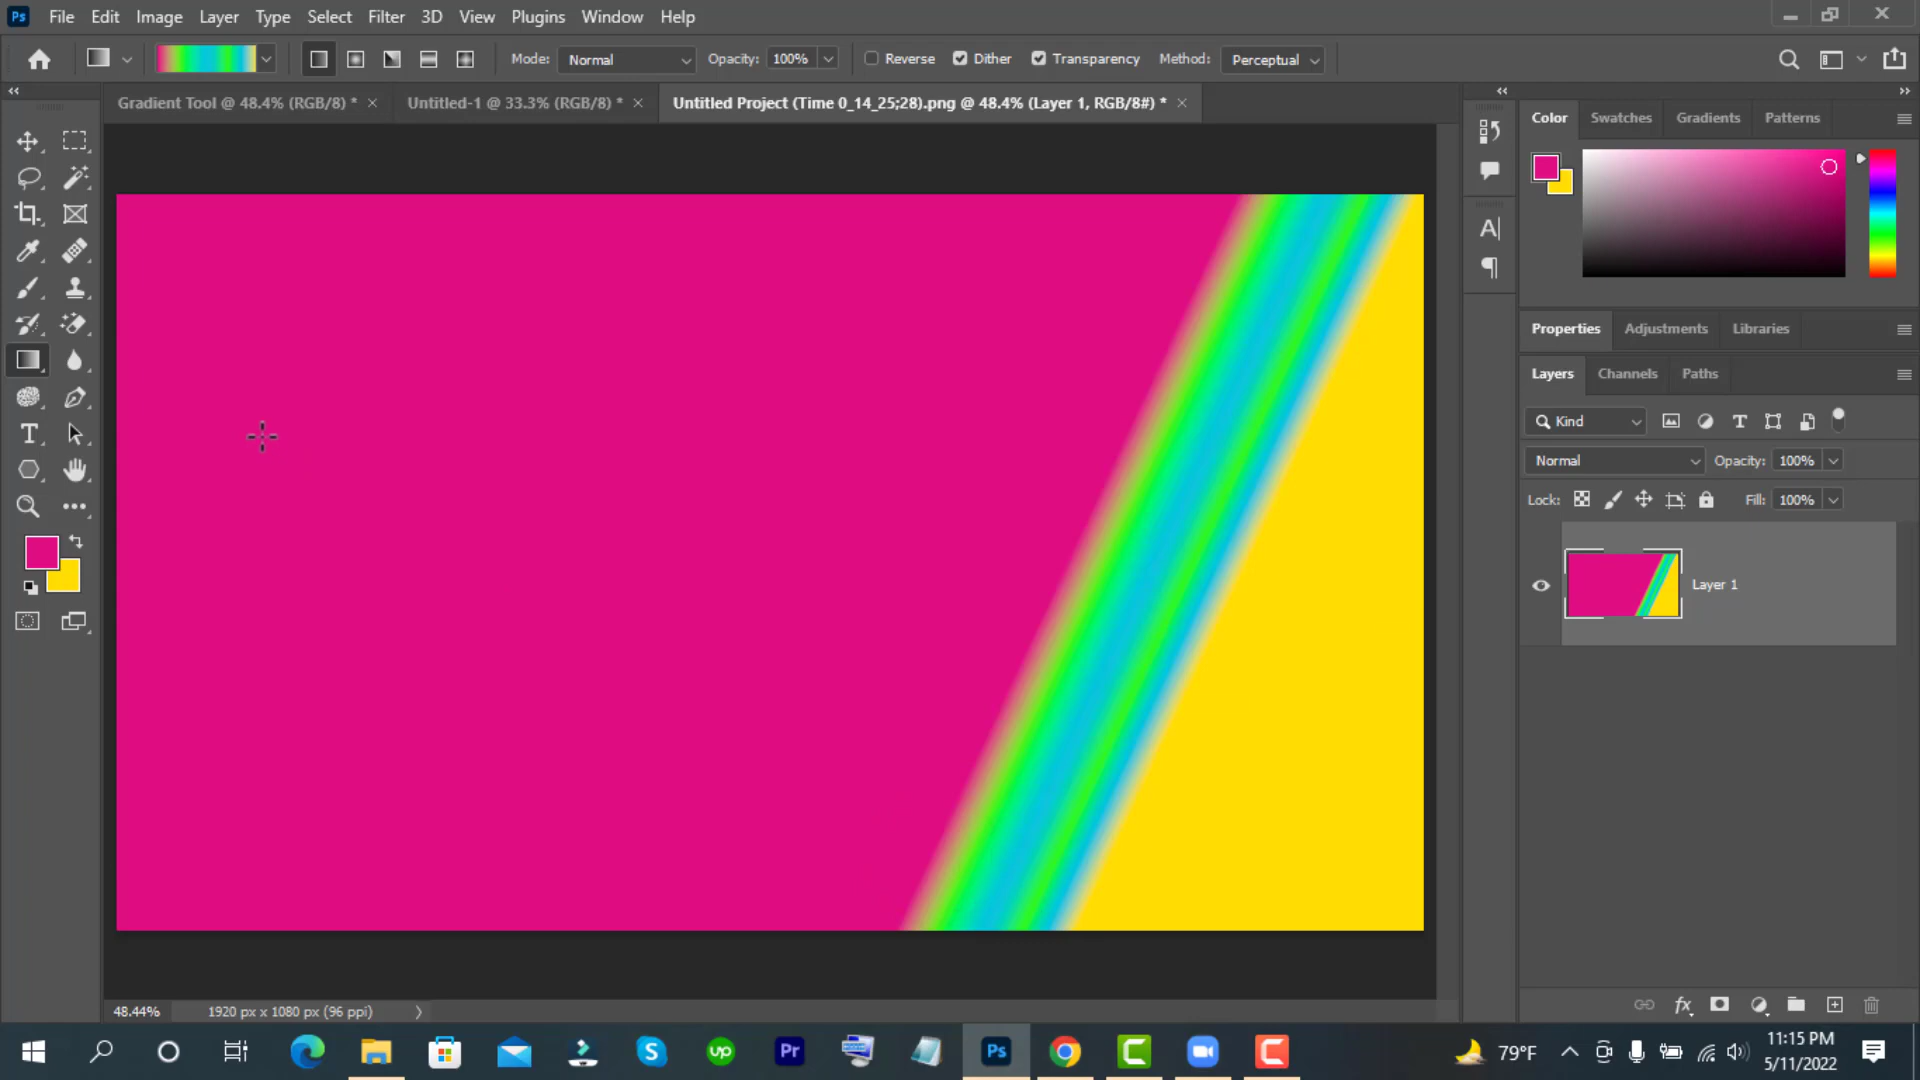 Ps File Edit Image Layer Type Select Filter 3D View Plugins Window Help
Mode: Normal Opacity: 100% Reverse Dither Transparency Method: Perceptual
Gradient Tool @ 48.4% (RGB/8) * Untitled-1 @ 33.3% (RGB/8) * Untitled Project (Time 0_14_25;28).png @ 48.4% (Layer 1, RGB/8#) *
Color Swatches Gradients Patterns
Properties Adjustments Libraries
Layers Channels Paths
Kind
Normal Opacity: 100%
Lock: Fill: 100%
Layer 1
48.44% 1920 px x 1080 px (96 ppi)
up Pr Ps 79°F
11:15 PM
5/11/2022